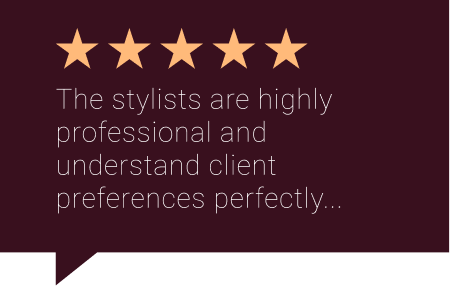 The stylists are highly
professional and
understand client
preferences perfectly...